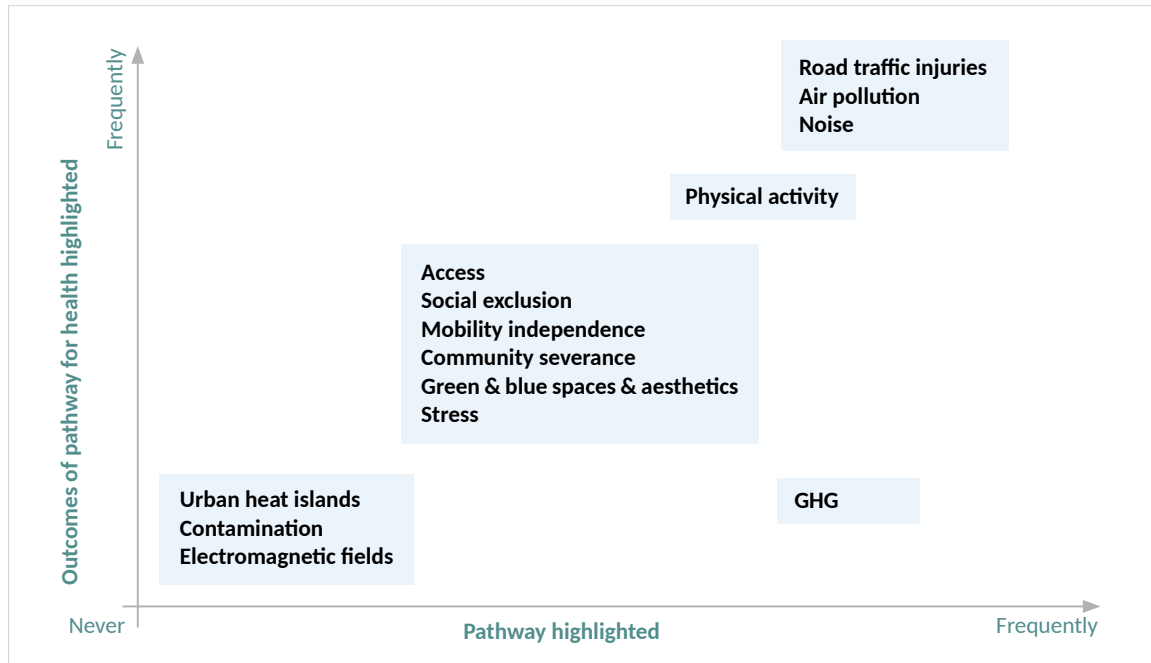 Frequently
Outcomes of pathway for health highlighted
Road traffic injuries
Air pollution
Noise
Physical activity
Access
Social exclusion
Mobility independence
Community severance
Green & blue spaces & aesthetics
Stress
Urban heat islands
Contamination
Electromagnetic fields
GHG
Never
Pathway highlighted
Frequently